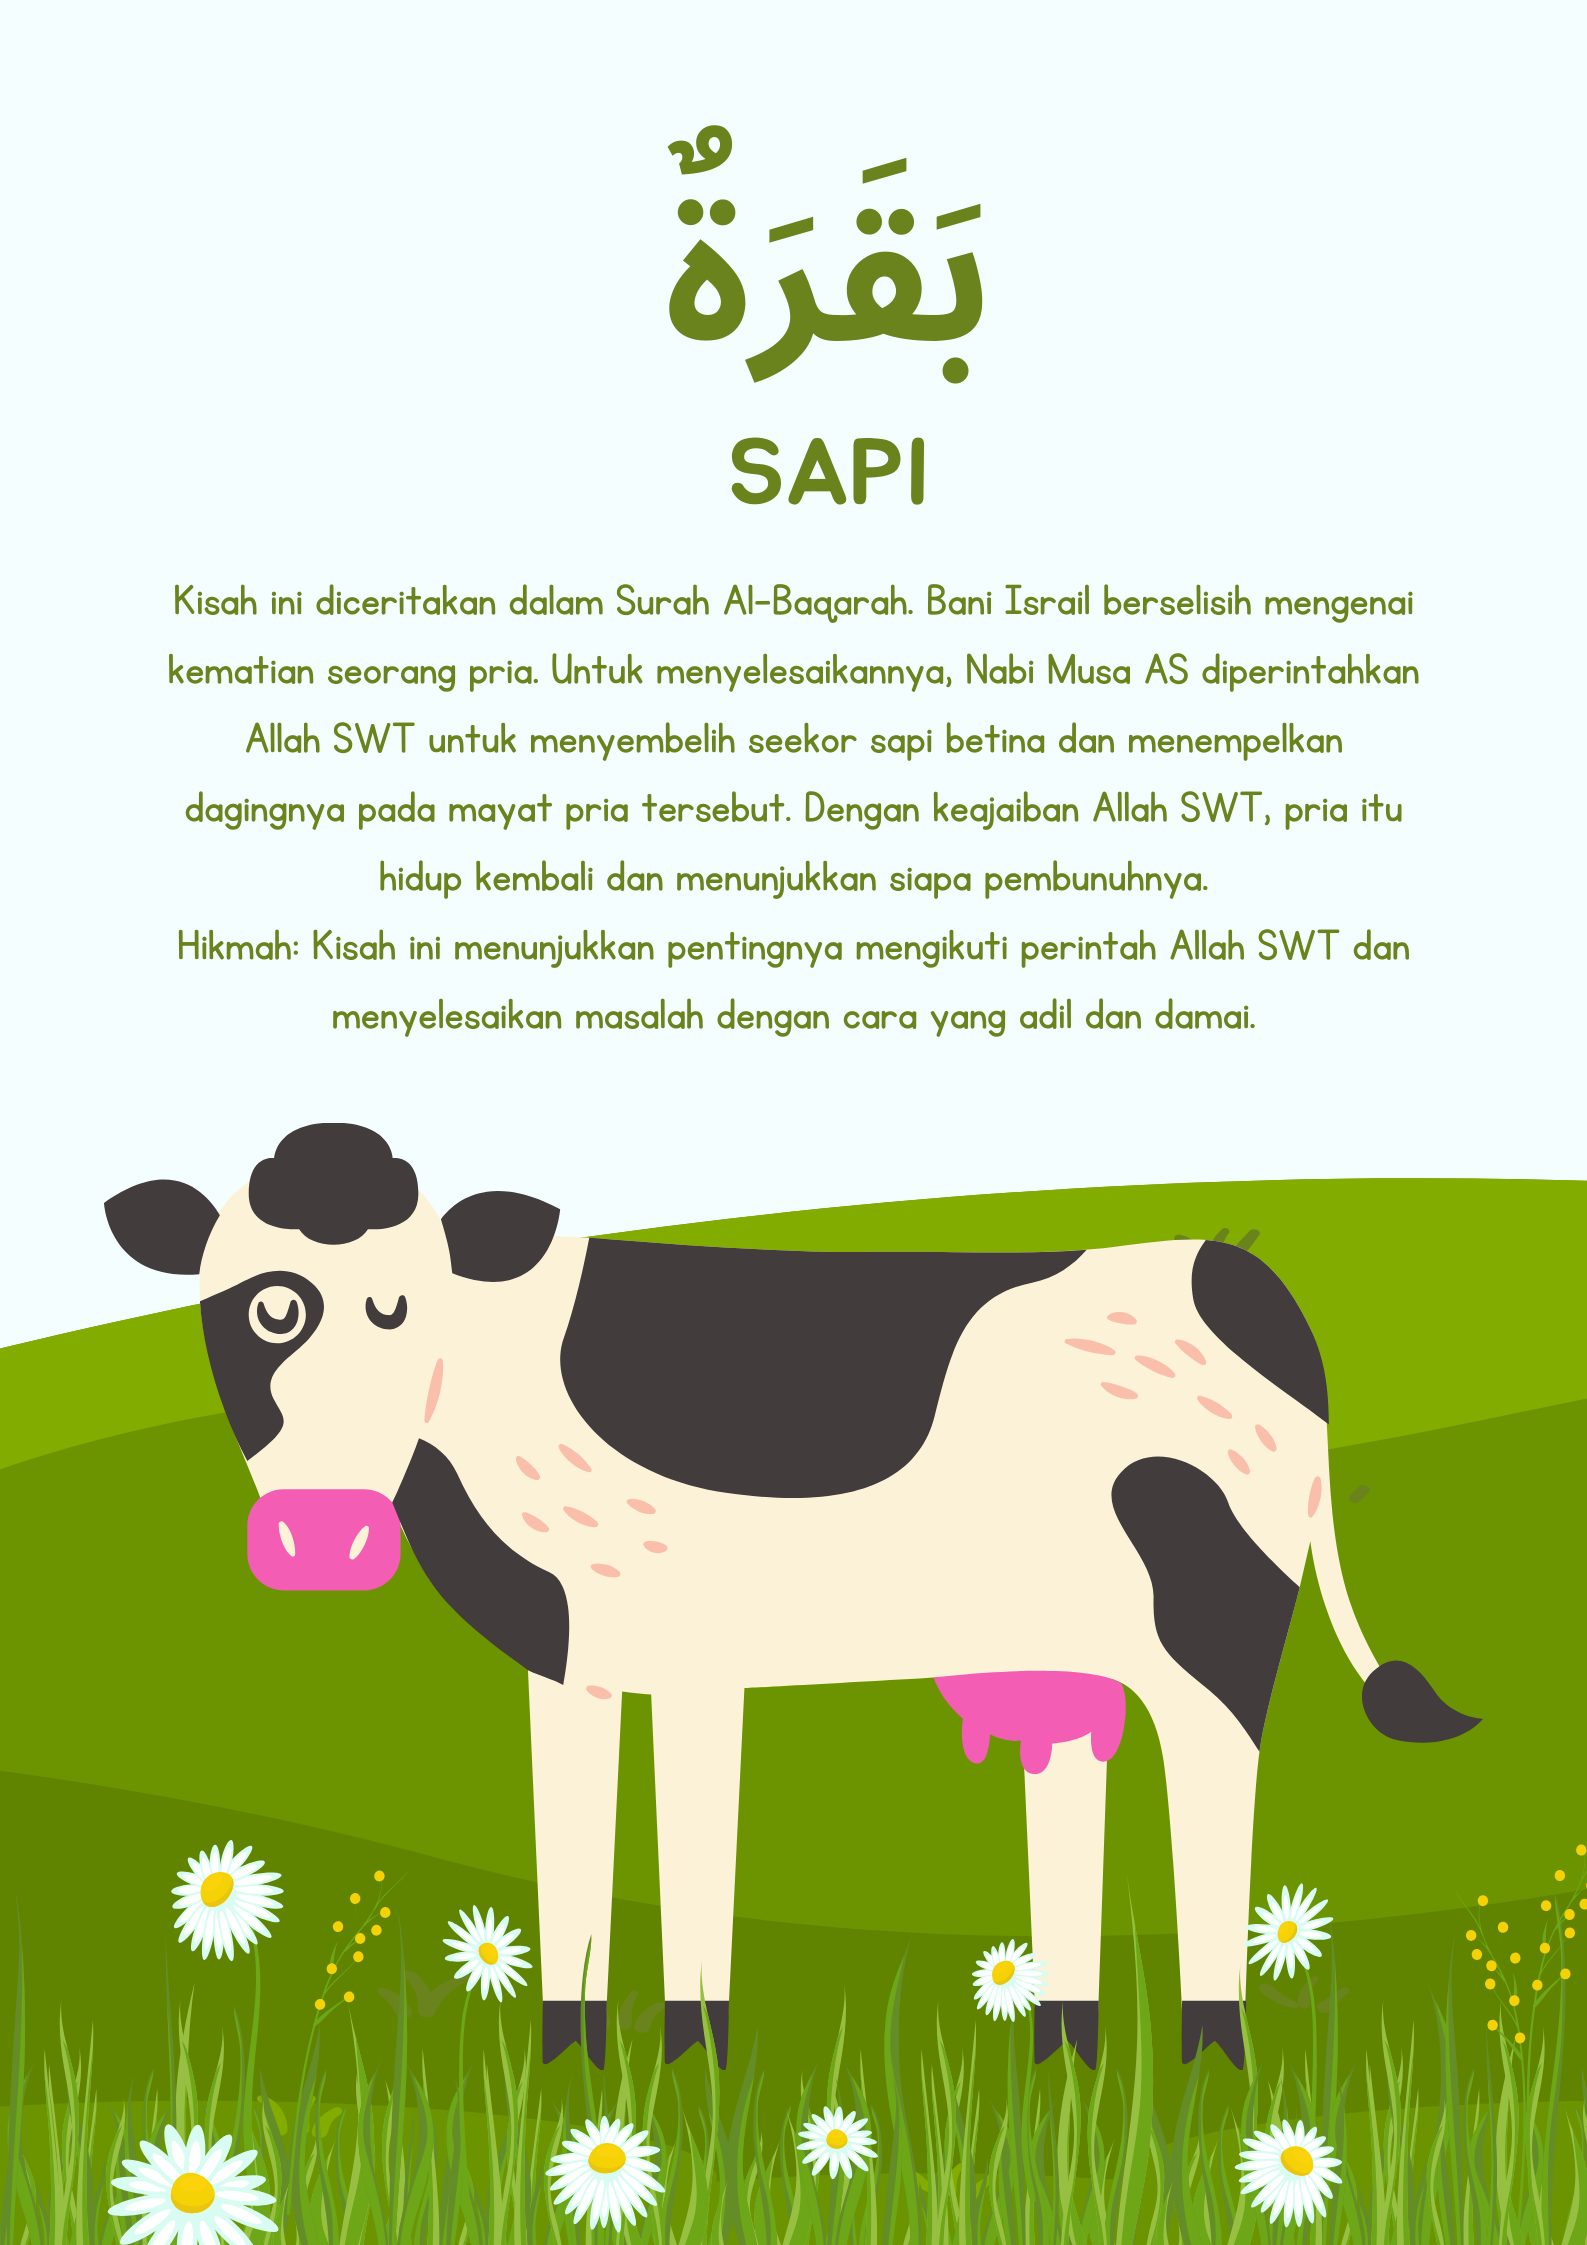 بَقَرَةٌ
SAPI
Kisah ini diceritakan dalam Surah Al-Baqarah. Bani Israil berselisih mengenai
kematian seorang pria. Untuk menyelesaikannya, Nabi Musa AS diperintahkan
Allah SWT untuk menyembelih seekor sapi betina dan menempelkan
dagingnya pada mayat pria tersebut. Dengan keajaiban Allah SWT, pria itu
hidup kembali dan menunjukkan siapa pembunuhnya.
Hikmah: Kisah ini menunjukkan pentingnya mengikuti perintah Allah SWT dan
menyelesaikan masalah dengan cara yang adil dan damai.